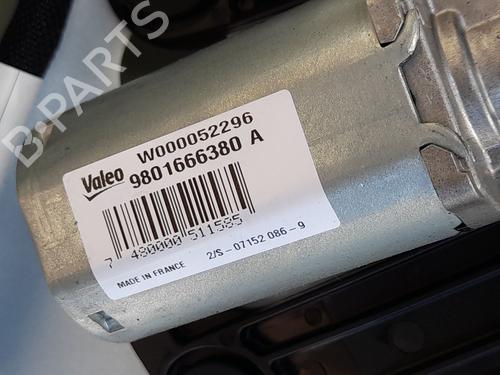 B-PARTS
Valeo
W000052296
9801666380 A
7 480000 511585
MADE IN FRANCE
2/S - 07152 086 - 9